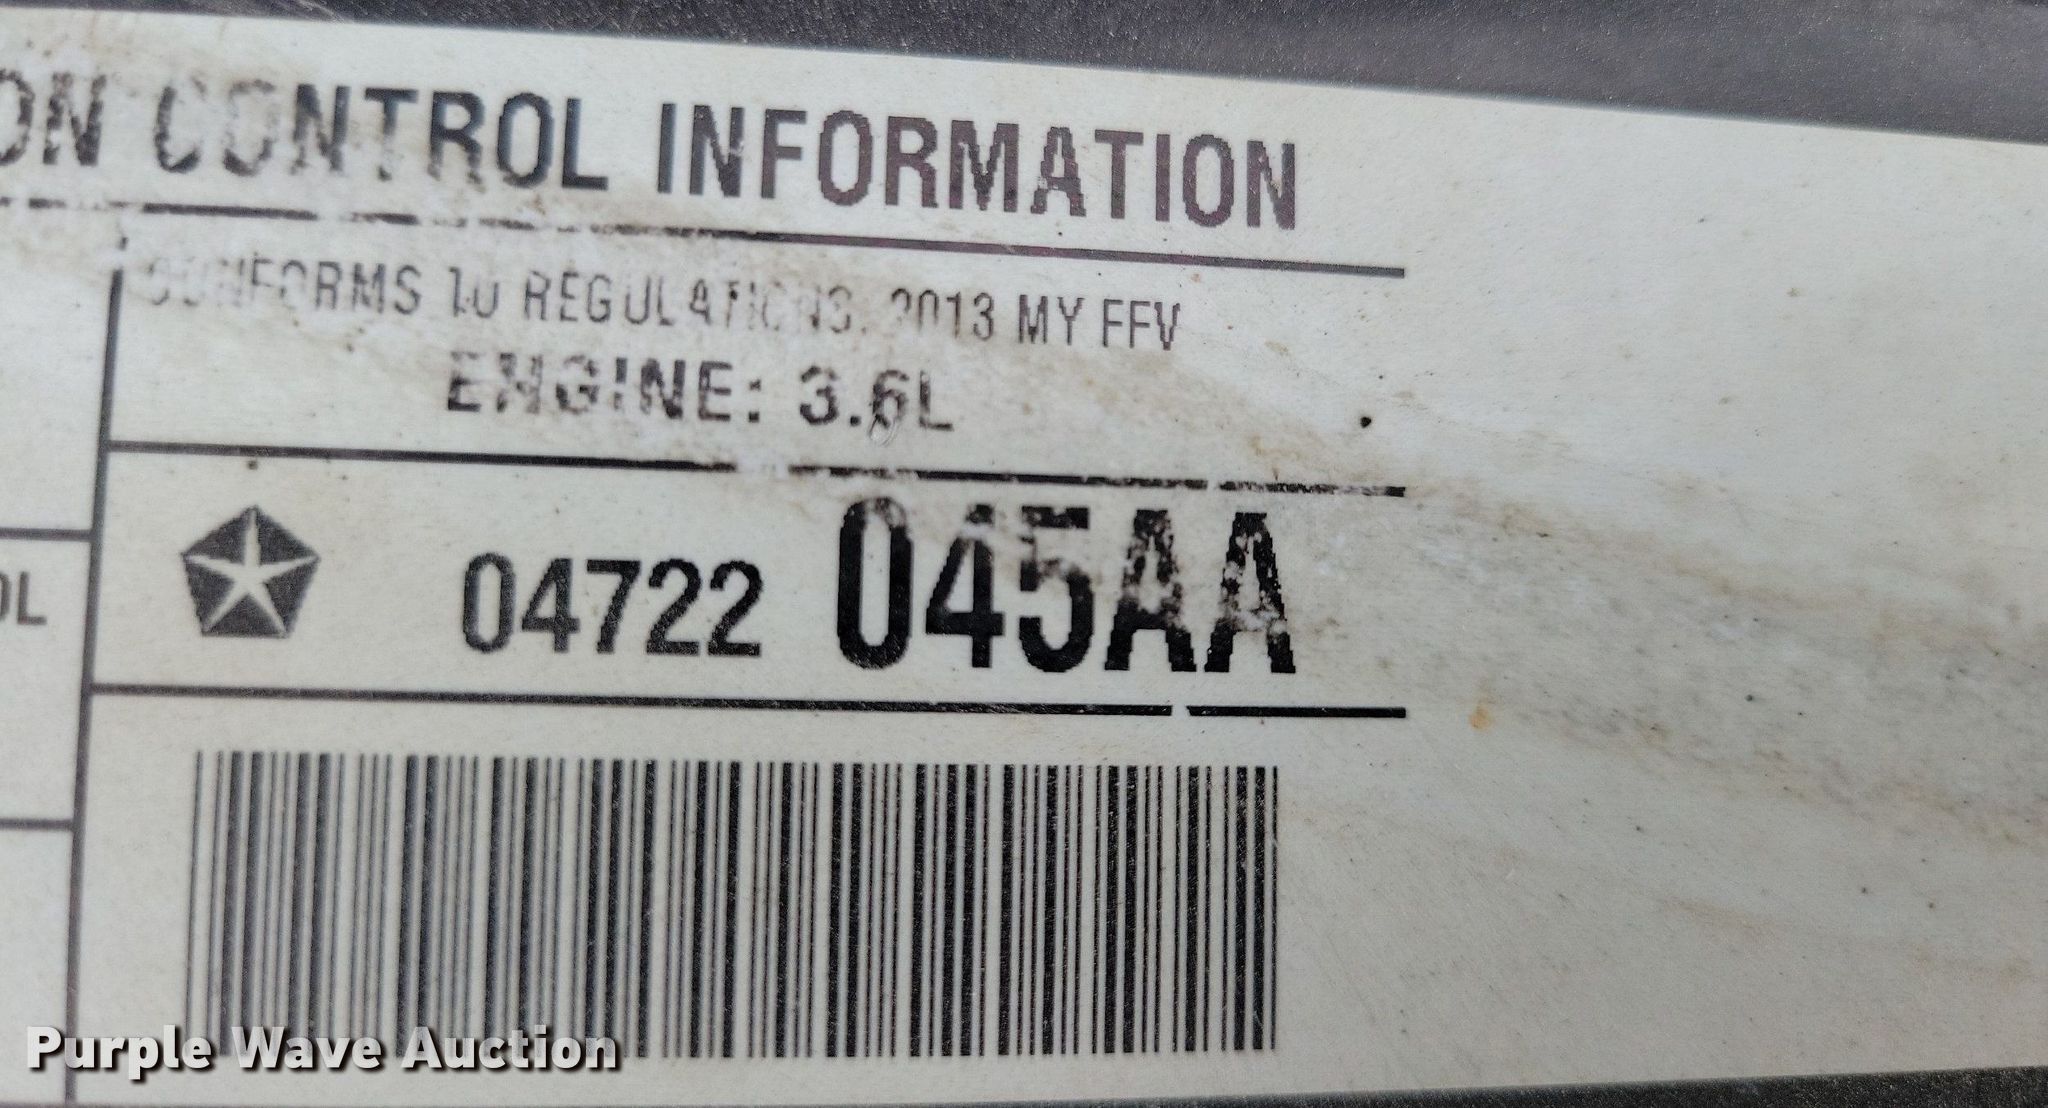 ON CONTROL INFORMATION
CONFORMS TO REGULATIONS: 2013 MY FFV
ENGINE: 3.6L
OL
04722 045AA
Purple Wave Auction